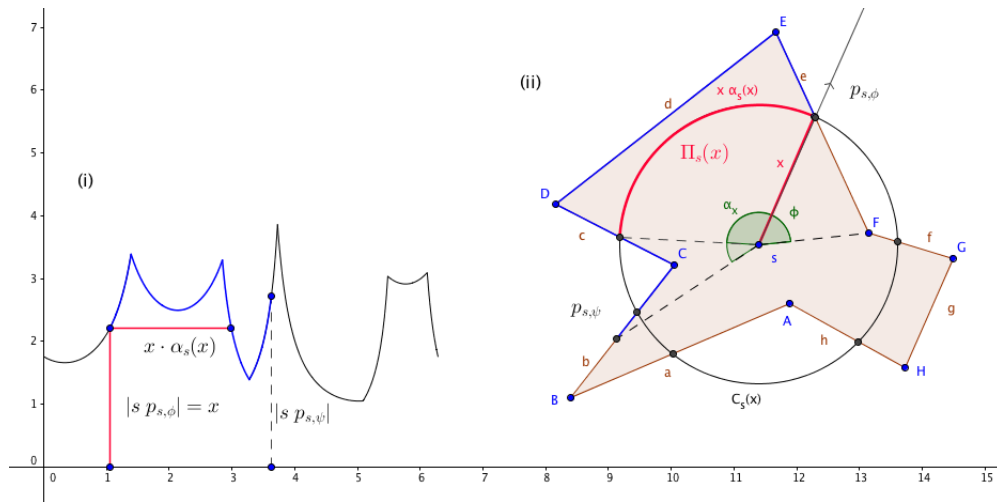 (i)
7
6
5
4
3
2
1
0
x · α_s(x)
|s p_{s,φ}| = x
|s p_{s,ψ}|
0 1 2 3 4 5 6 7 8 9 10 11 12 13 14 15
(ii)
E
e
d
x α_s(x)
p_{s,φ}
Π_s(x)
x
D
α_x
φ
c
C
s
F
f
G
p_{s,ψ}
A
g
b
a
h
H
B
C_s(x)